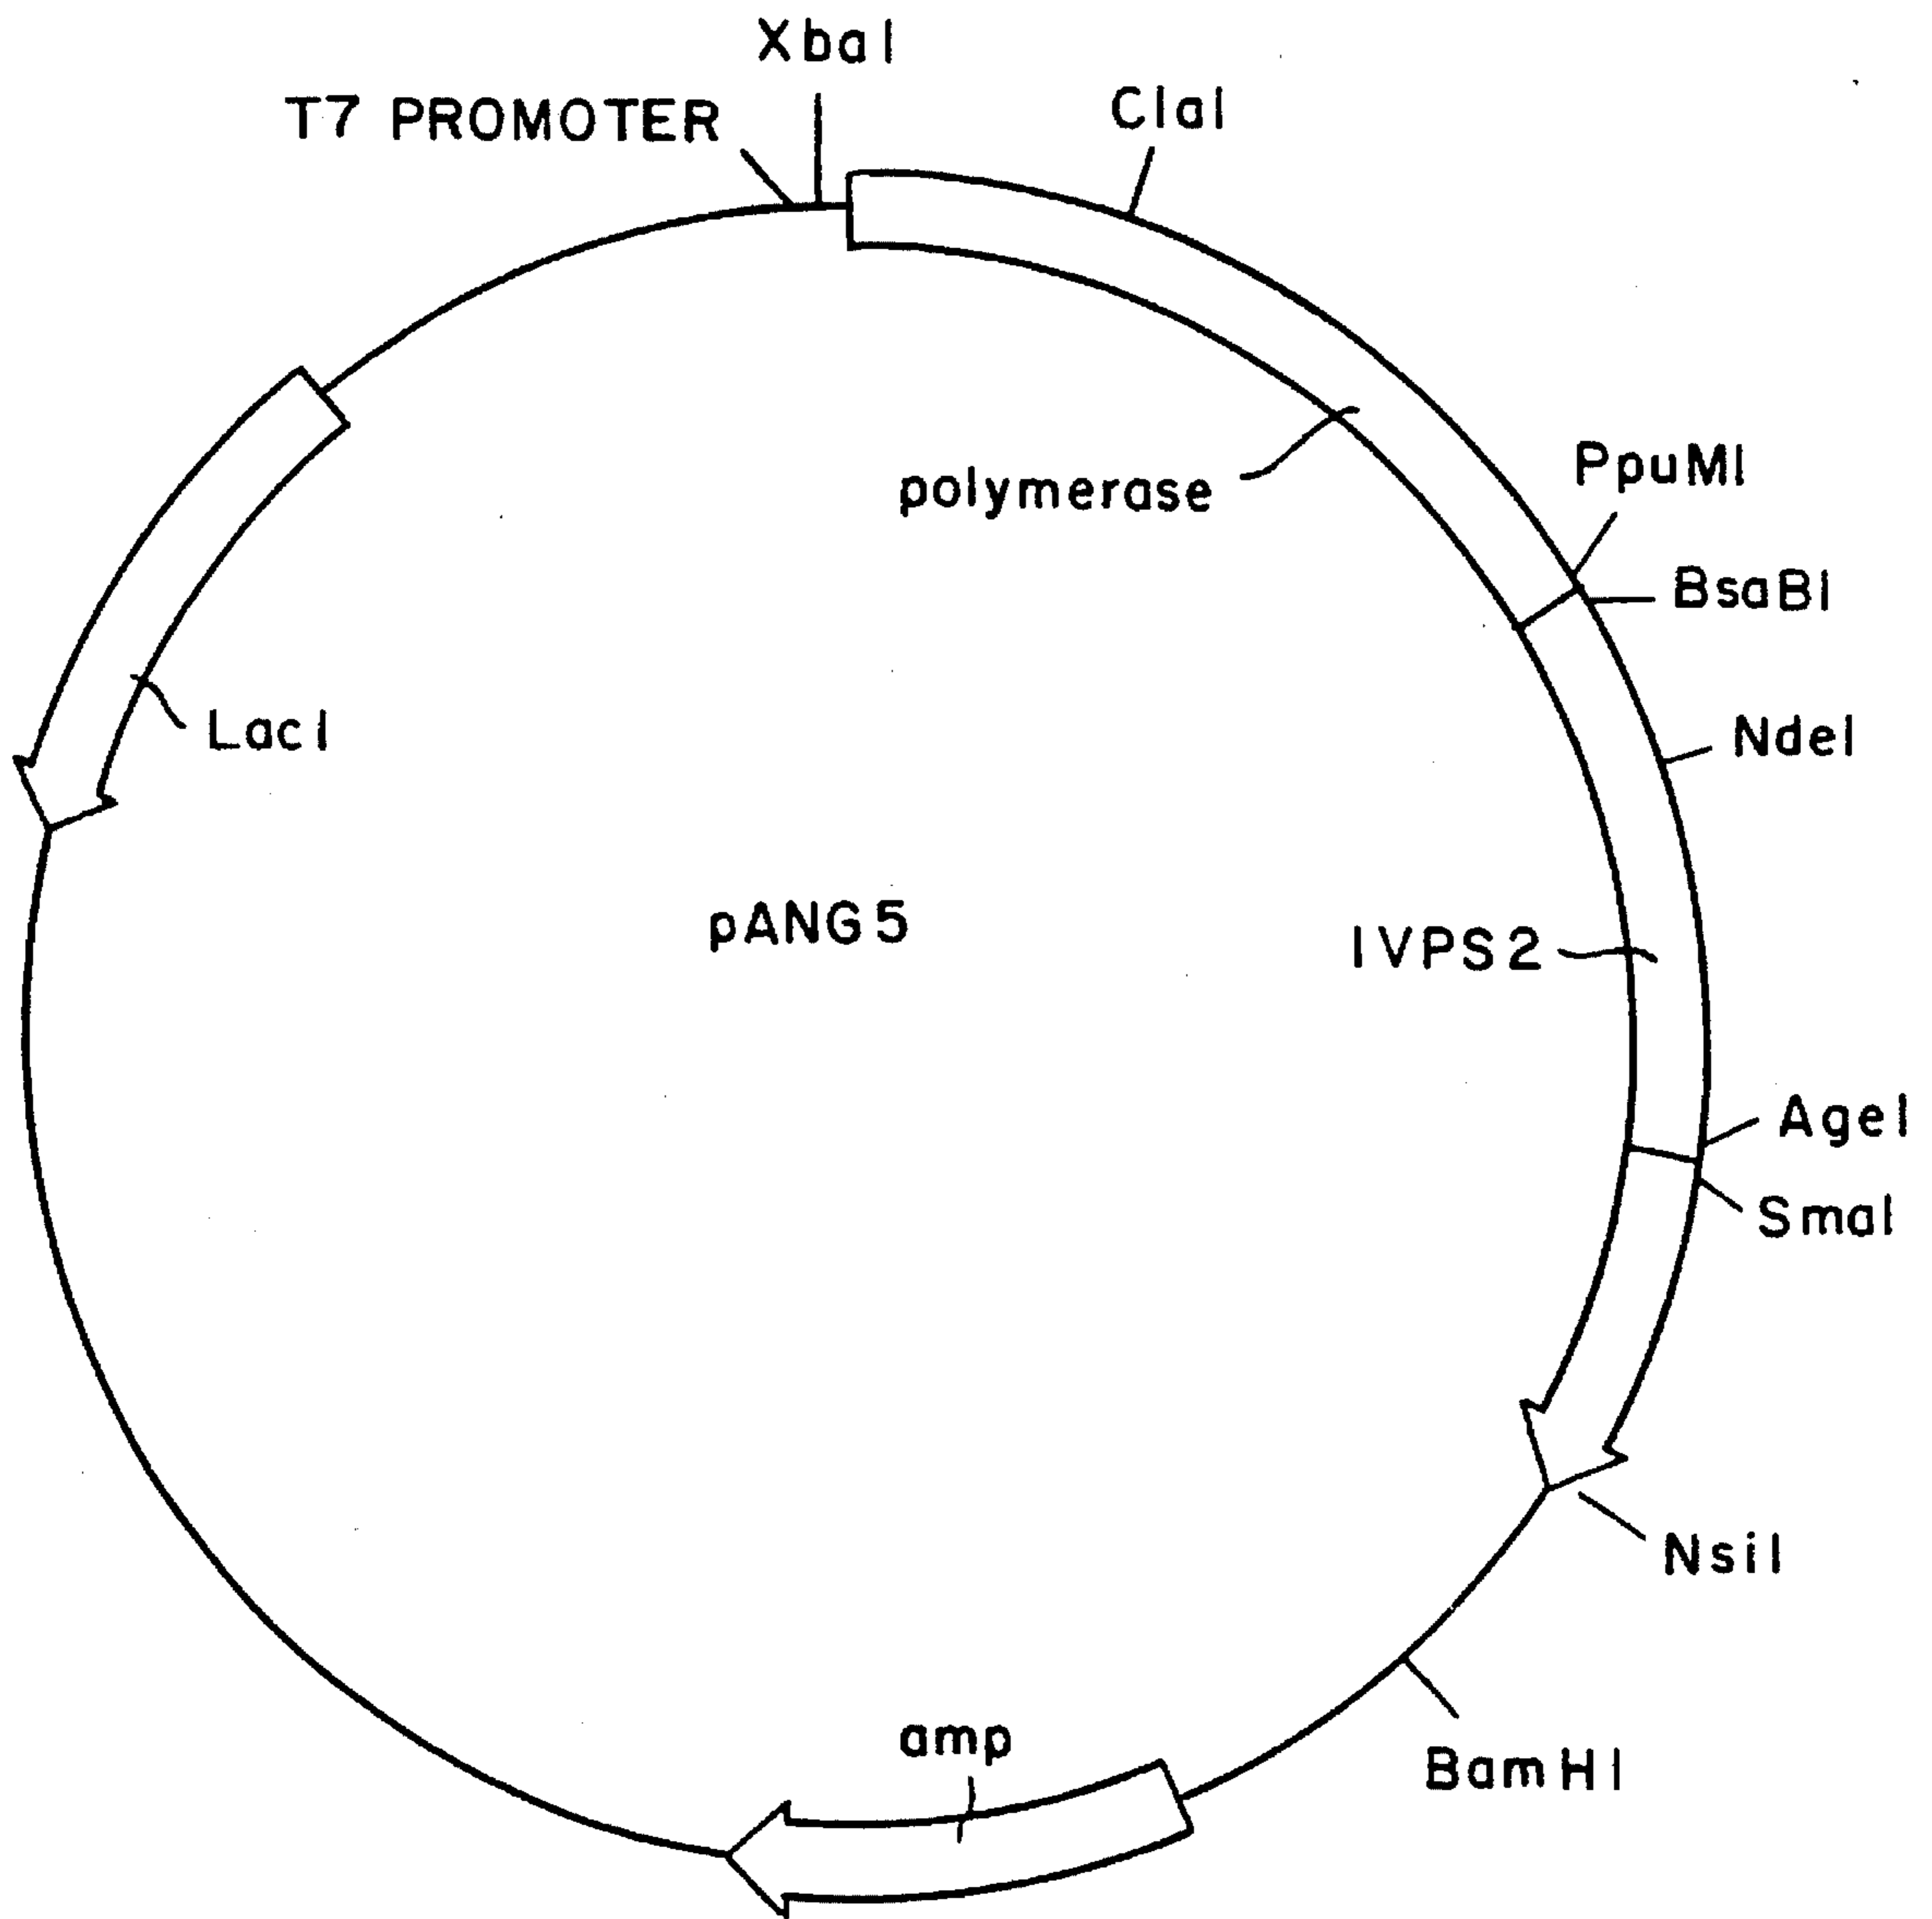 XbaI
T7 PROMOTER
ClaI
PpuMI
polymerase
BsaBI
LacI
NdeI
pANG5
IVPS2
AgeI
SmaI
NsiI
amp
BamHI